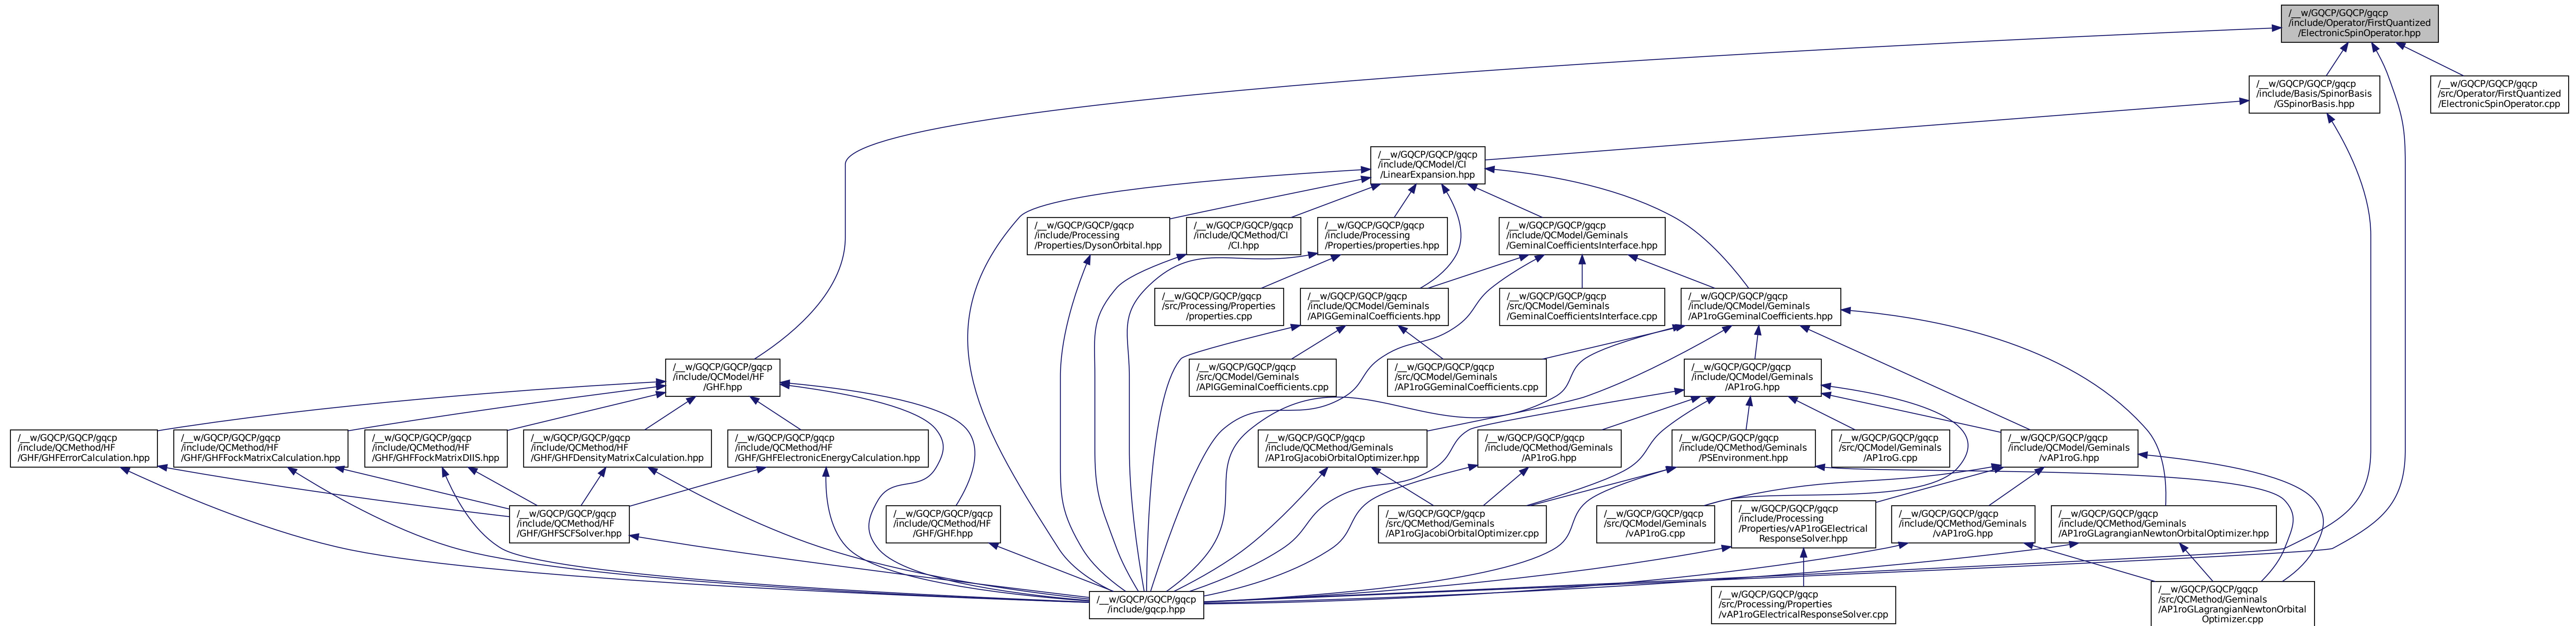 /__w/GQCP/GQCP/gqcp
/include/Operator/FirstQuantized
/ElectronicSpinOperator.hpp
/__w/GQCP/GQCP/gqcp
/include/Basis/SpinorBasis
/GSpinorBasis.hpp
/__w/GQCP/GQCP/gqcp
/src/Operator/FirstQuantized
/ElectronicSpinOperator.cpp
/__w/GQCP/GQCP/gqcp
/include/QCModel/CI
/LinearExpansion.hpp
/__w/GQCP/GQCP/gqcp
/include/Processing
/Properties/DysonOrbital.hpp
/__w/GQCP/GQCP/gqcp
/include/QCMethod/CI
/CI.hpp
/__w/GQCP/GQCP/gqcp
/include/Processing
/Properties/properties.hpp
/__w/GQCP/GQCP/gqcp
/include/QCModel/Geminals
/GeminalCoefficientsInterface.hpp
/__w/GQCP/GQCP/gqcp
/src/Processing/Properties
/properties.cpp
/__w/GQCP/GQCP/gqcp
/include/QCModel/Geminals
/APIGGeminalCoefficients.hpp
/__w/GQCP/GQCP/gqcp
/src/QCModel/Geminals
/GeminalCoefficientsInterface.cpp
/__w/GQCP/GQCP/gqcp
/include/QCModel/Geminals
/AP1roGGeminalCoefficients.hpp
/__w/GQCP/GQCP/gqcp
/include/QCModel/HF
/GHF.hpp
/__w/GQCP/GQCP/gqcp
/src/QCModel/Geminals
/APIGGeminalCoefficients.cpp
/__w/GQCP/GQCP/gqcp
/src/QCModel/Geminals
/AP1roGGeminalCoefficients.cpp
/__w/GQCP/GQCP/gqcp
/include/QCModel/Geminals
/AP1roG.hpp
/__w/GQCP/GQCP/gqcp
/include/QCMethod/HF
/GHF/GHFErrorCalculation.hpp
/__w/GQCP/GQCP/gqcp
/include/QCMethod/HF
/GHF/GHFFockMatrixCalculation.hpp
/__w/GQCP/GQCP/gqcp
/include/QCMethod/HF
/GHF/GHFFockMatrixDIIS.hpp
/__w/GQCP/GQCP/gqcp
/include/QCMethod/HF
/GHF/GHFDensityMatrixCalculation.hpp
/__w/GQCP/GQCP/gqcp
/include/QCMethod/HF
/GHF/GHFElectronicEnergyCalculation.hpp
/__w/GQCP/GQCP/gqcp
/include/QCMethod/Geminals
/AP1roGJacobiOrbitalOptimizer.hpp
/__w/GQCP/GQCP/gqcp
/include/QCMethod/Geminals
/AP1roG.hpp
/__w/GQCP/GQCP/gqcp
/include/QCMethod/Geminals
/PSEnvironment.hpp
/__w/GQCP/GQCP/gqcp
/src/QCModel/Geminals
/AP1roG.cpp
/__w/GQCP/GQCP/gqcp
/include/QCModel/Geminals
/vAP1roG.hpp
/__w/GQCP/GQCP/gqcp
/include/QCMethod/HF
/GHF/GHFSCFSolver.hpp
/__w/GQCP/GQCP/gqcp
/include/QCMethod/HF
/GHF/GHF.hpp
/__w/GQCP/GQCP/gqcp
/src/QCMethod/Geminals
/AP1roGJacobiOrbitalOptimizer.cpp
/__w/GQCP/GQCP/gqcp
/src/QCModel/Geminals
/vAP1roG.cpp
/__w/GQCP/GQCP/gqcp
/include/Processing
/Properties/vAP1roGElectrical
ResponseSolver.hpp
/__w/GQCP/GQCP/gqcp
/include/QCMethod/Geminals
/vAP1roG.hpp
/__w/GQCP/GQCP/gqcp
/include/QCMethod/Geminals
/AP1roGLagrangianNewtonOrbitalOptimizer.hpp
/__w/GQCP/GQCP/gqcp
/include/gqcp.hpp
/__w/GQCP/GQCP/gqcp
/src/Processing/Properties
/vAP1roGElectricalResponseSolver.cpp
/__w/GQCP/GQCP/gqcp
/src/QCMethod/Geminals
/AP1roGLagrangianNewtonOrbital
Optimizer.cpp